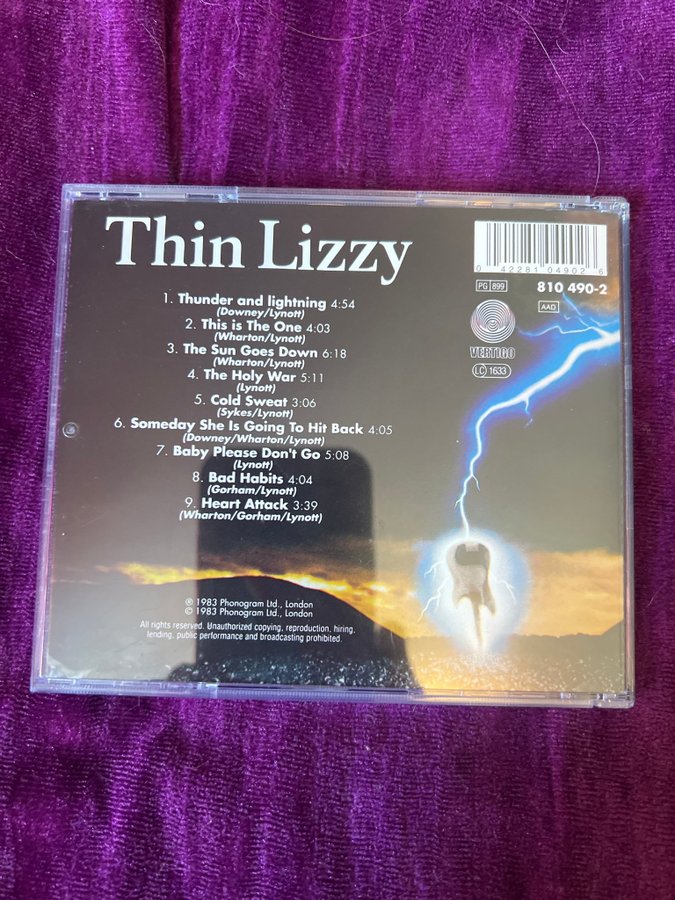 Thin Lizzy
0 42281 04902 6
PG 899
810 490-2
AAD
VERTIGO
LC 1633
1. Thunder and lightning 4:54
(Downey/Lynott)
2. This is The One 4:03
(Wharton/Lynott)
3. The Sun Goes Down 6:18
(Wharton/Lynott)
4. The Holy War 5:11
(Lynott)
5. Cold Sweat 3:06
(Sykes/Lynott)
6. Someday She Is Going To Hit Back 4:05
(Downey/Wharton/Lynott)
7. Baby Please Don't Go 5:08
(Lynott)
8. Bad Habits 4:04
(Gorham/Lynott)
9. Heart Attack 3:39
(Wharton/Gorham/Lynott)
℗ 1983 Phonogram Ltd., London
© 1983 Phonogram Ltd., London
All rights reserved. Unauthorized copying, reproduction, hiring,
lending, public performance and broadcasting prohibited.